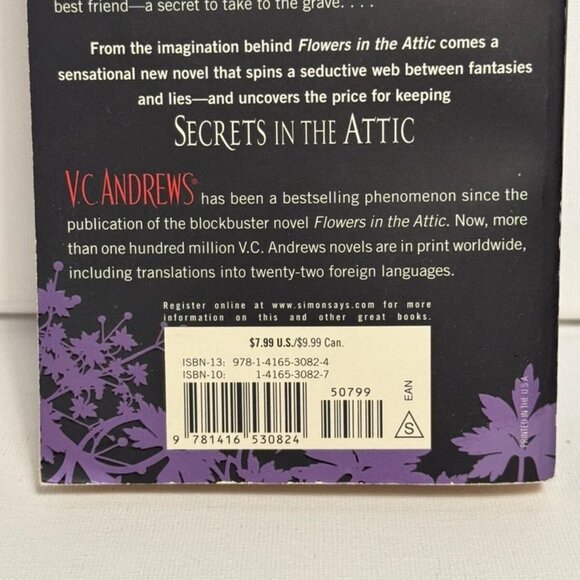 best friend—a secret to take to the grave. . . .
From the imagination behind Flowers in the Attic comes a
sensational new novel that spins a seductive web between fantasies
and lies—and uncovers the price for keeping
SECRETS IN THE ATTIC
V.C. ANDREWS® has been a bestselling phenomenon since the
publication of the blockbuster novel Flowers in the Attic. Now, more
than one hundred million V.C. Andrews novels are in print worldwide,
including translations into twenty-two foreign languages.
Register online at www.simonsays.com for more
information on this and other great books.
$7.99 U.S./$9.99 Can.
ISBN-13: 978-1-4165-3082-4
ISBN-10: 1-4165-3082-7
50799
9 781416 530824
S
EAN
PRINTED IN THE U.S.A.